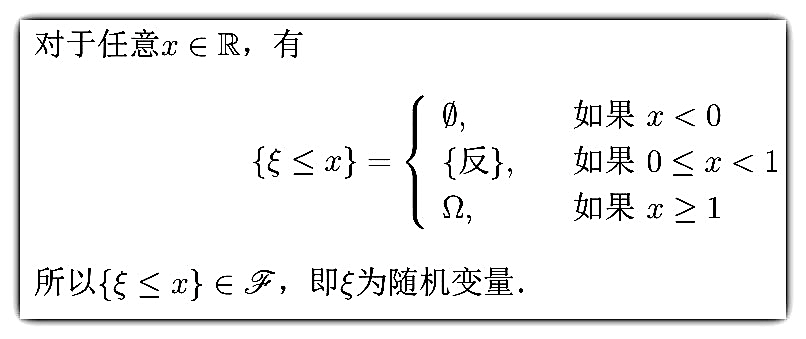 对于任意x ∈ ℝ，有
{ξ ≤ x} = { ∅, 如果 x < 0
{反}, 如果 0 ≤ x < 1
Ω, 如果 x ≥ 1
所以{ξ ≤ x} ∈ ℱ，即ξ为随机变量．